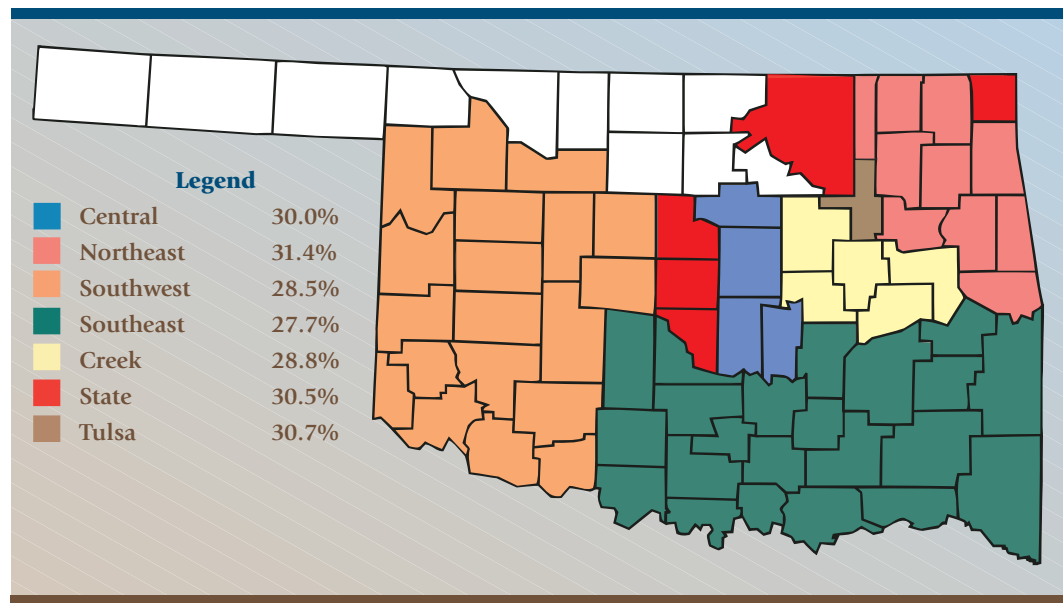 Legend
Central 30.0%
Northeast 31.4%
Southwest 28.5%
Southeast 27.7%
Creek 28.8%
State 30.5%
Tulsa 30.7%